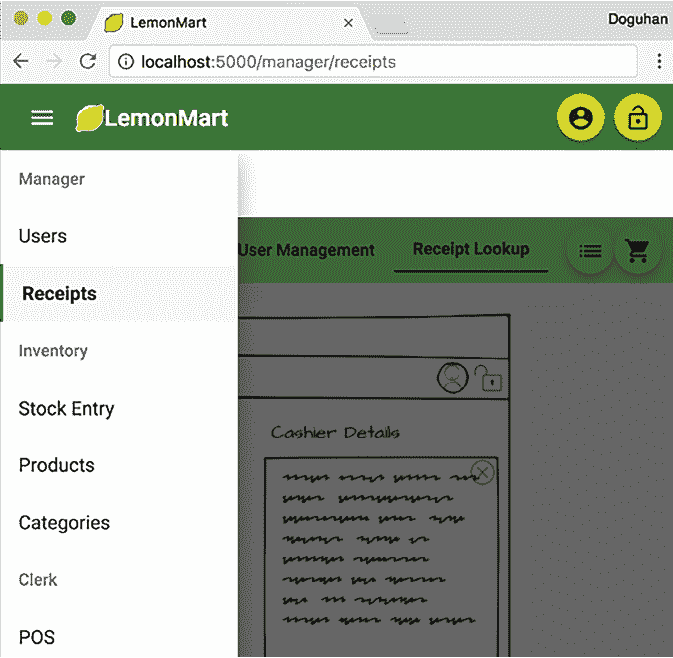 LemonMart
Doguhan
localhost:5000/manager/receipts
LemonMart
Manager
Users
User Management
Receipt Lookup
Receipts
Inventory
Stock Entry
Cashier Details
Products
Categories
Clerk
POS